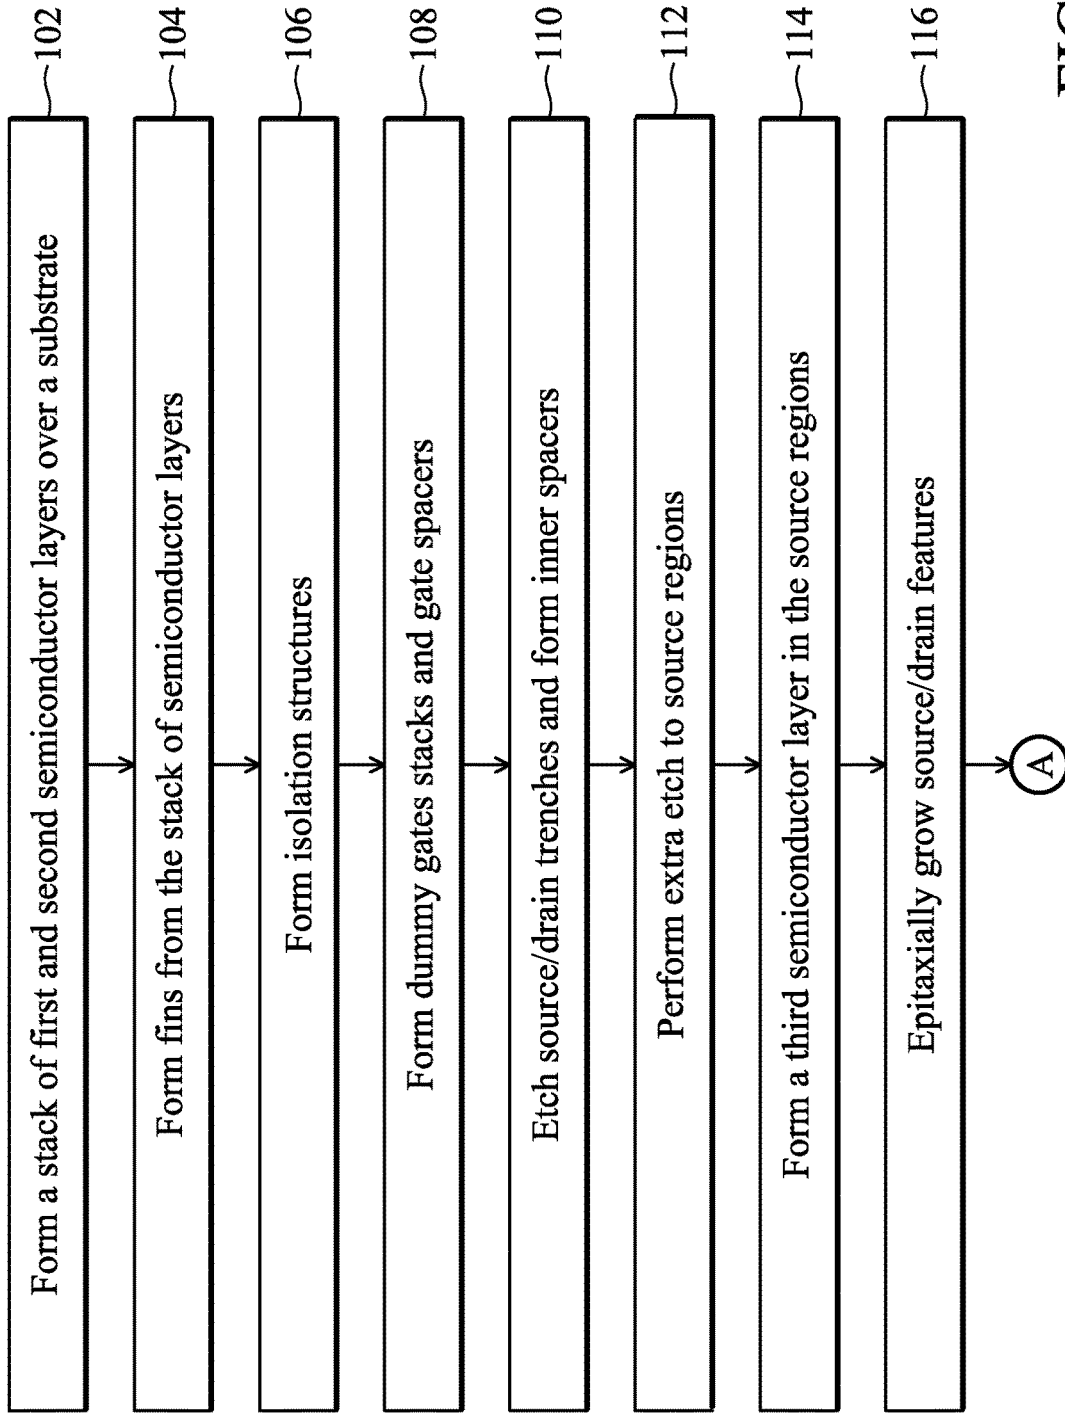 Form a stack of first and second semiconductor layers over a substrate
102
Form fins from the stack of semiconductor layers
104
Form isolation structures
106
Form dummy gates stacks and gate spacers
108
Etch source/drain trenches and form inner spacers
110
Perform extra etch to source regions
112
Form a third semiconductor layer in the source regions
114
Epitaxially grow source/drain features
116
A